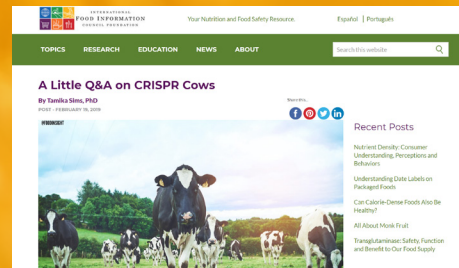 INTERNATIONAL
FOOD INFORMATION
COUNCIL FOUNDATION
Your Nutrition and Food Safety Resource.
Español | Português
TOPICS RESEARCH EDUCATION NEWS ABOUT
Search this website
A Little Q&A on CRISPR Cows
By Tamika Sims, PhD
POST - FEBRUARY 19, 2019
Share this...
#FOODINSIGHT
Recent Posts
Nutrient Density: Consumer
Understanding, Perceptions and
Behaviors
Understanding Date Labels on
Packaged Foods
Can Calorie-Dense Foods Also Be
Healthy?
All About Monk Fruit
Transglutaminase: Safety, Function
and Benefit to Our Food Supply